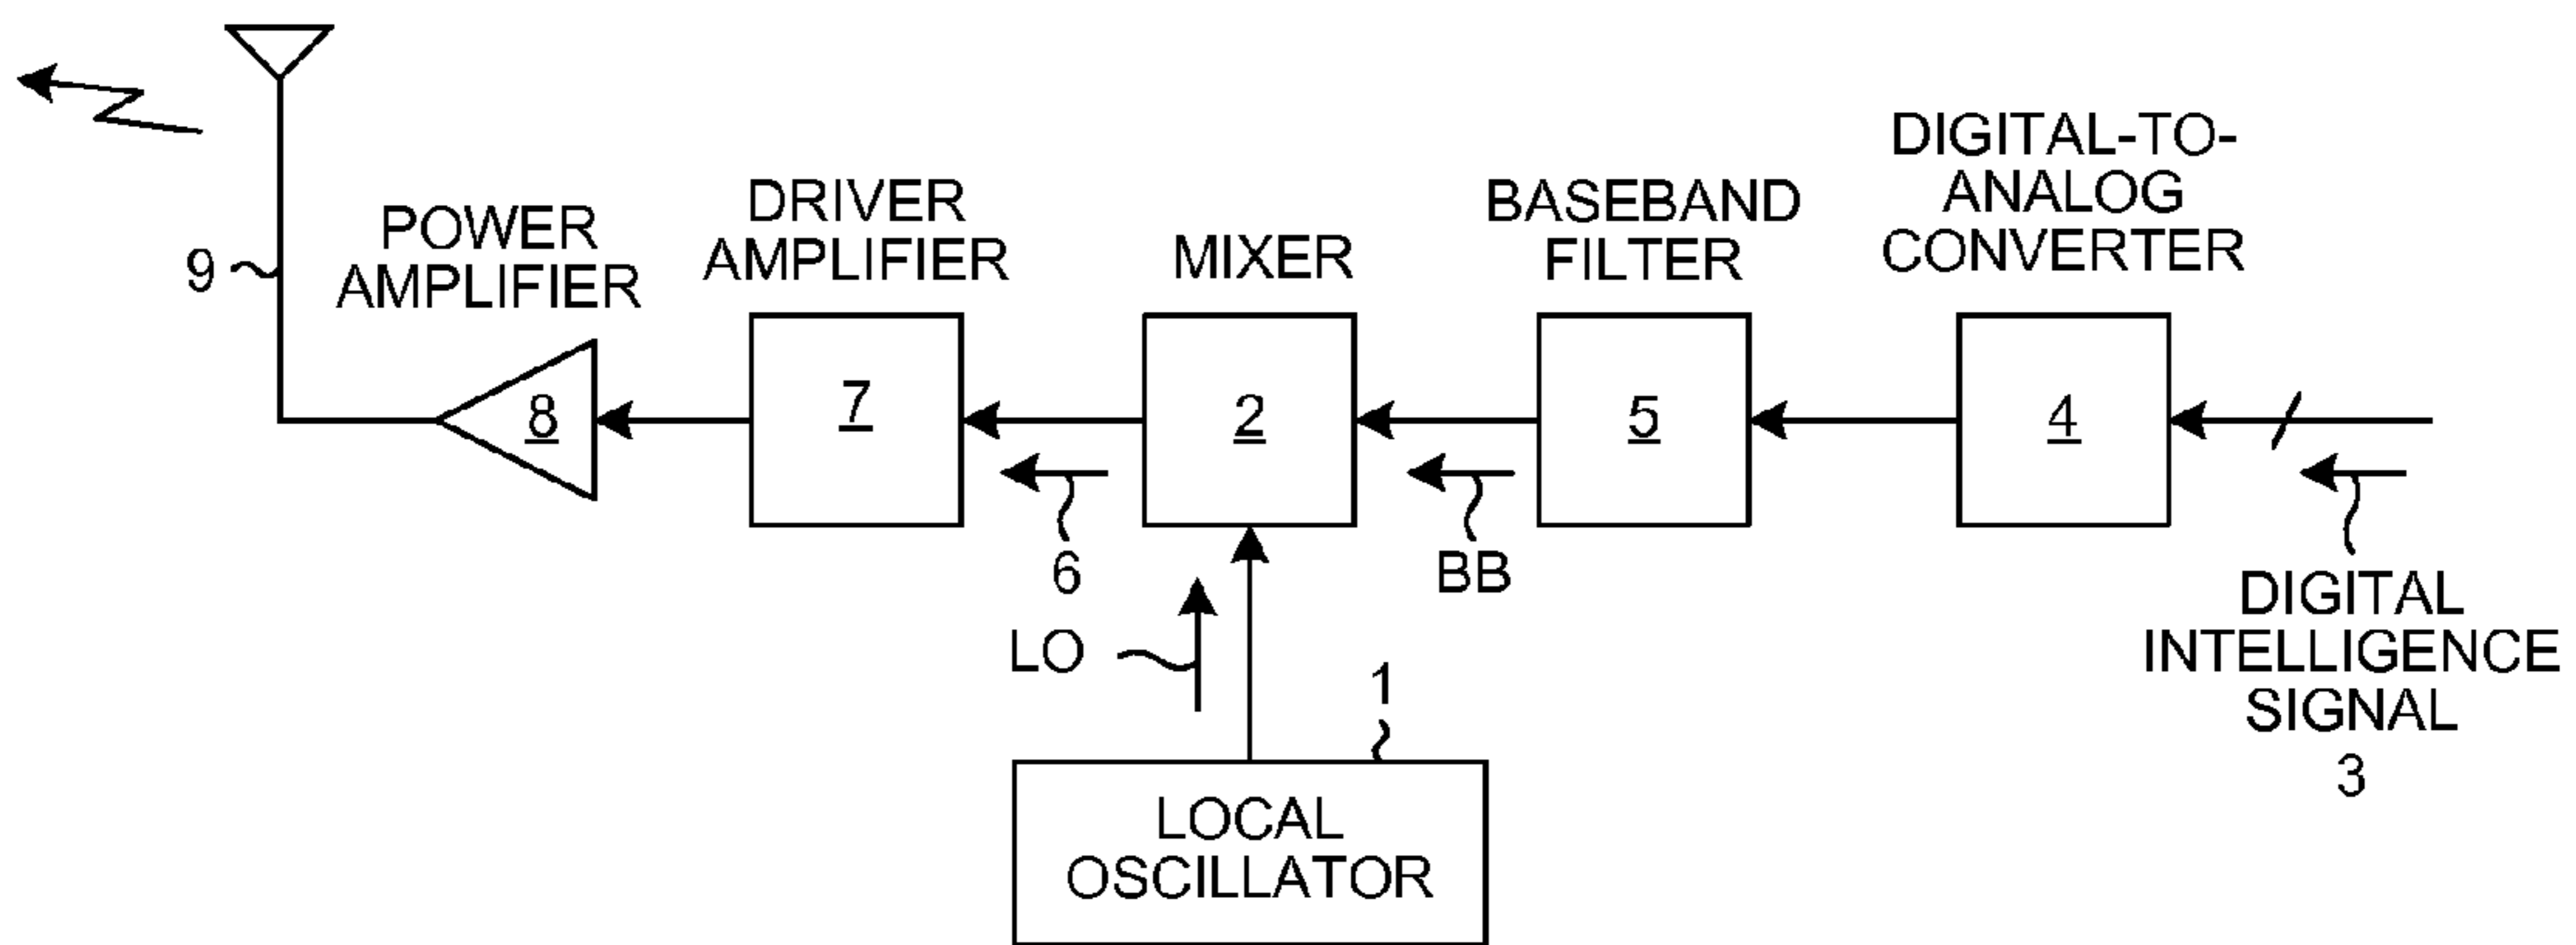 9
POWER
AMPLIFIER
8
DRIVER
AMPLIFIER
7
6
MIXER
2
LO
1
LOCAL
OSCILLATOR
BASEBAND
FILTER
5
BB
DIGITAL-TO-
ANALOG
CONVERTER
4
DIGITAL
INTELLIGENCE
SIGNAL
3